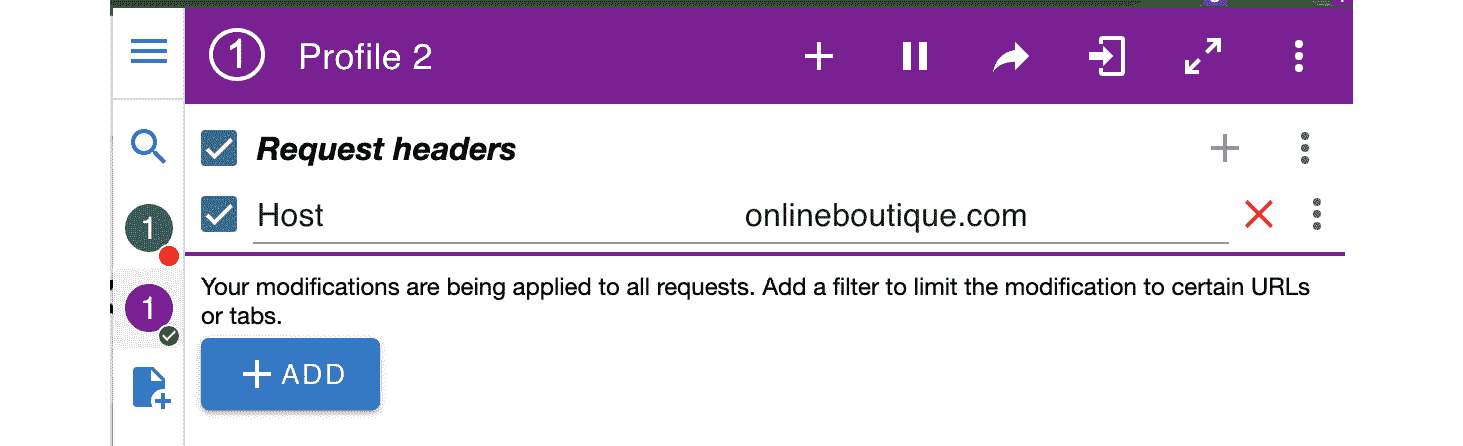 1 Profile 2
Request headers
Host onlineboutique.com
1
1
Your modifications are being applied to all requests. Add a filter to limit the modification to certain URLs
or tabs.
ADD